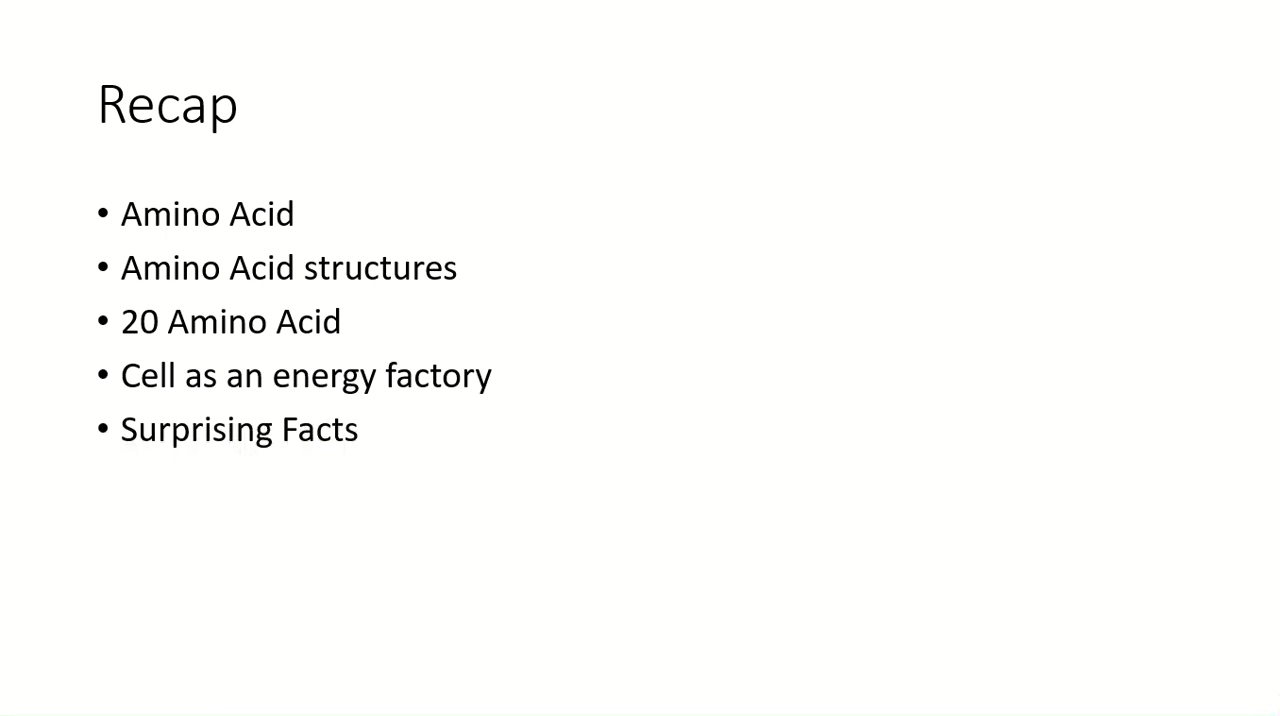 Recap
• Amino Acid
• Amino Acid structures
• 20 Amino Acid
• Cell as an energy factory
• Surprising Facts